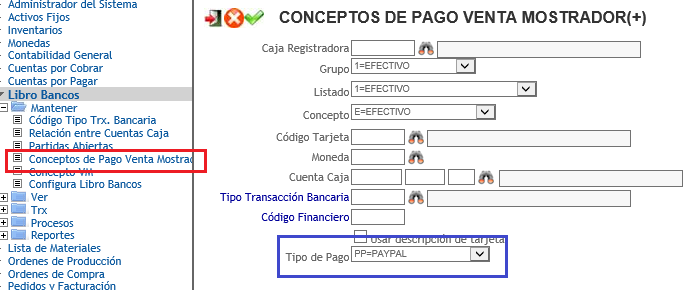 Administrador del Sistema
Activos Fijos
Inventarios
Monedas
Contabilidad General
Cuentas por Cobrar
Cuentas por Pagar
Libro Bancos
Mantener
Código Tipo Trx. Bancaria
Relación entre Cuentas Caja
Partidas Abiertas
Conceptos de Pago Venta Mostrad
Concepto VM
Configura Libro Bancos
Ver
Trx
Procesos
Reportes
Lista de Materiales
Ordenes de Producción
Ordenes de Compra
Pedidos y Facturación
CONCEPTOS DE PAGO VENTA MOSTRADOR(+)
Caja Registradora
Grupo 1=EFECTIVO
Listado 1=EFECTIVO
Concepto E=EFECTIVO
Código Tarjeta
Moneda
Cuenta Caja
Tipo Transacción Bancaria
Código Financiero
Usar descripción de tarjeta
Tipo de Pago PP=PAYPAL